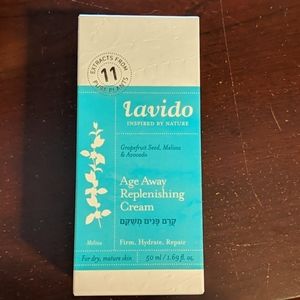 EXTRACTS FROM
11
PURE PLANTS
lavido
INSPIRED BY NATURE
Grapefruit Seed, Melissa
& Avocado
Age Away
Replenishing
Cream
קרם פנים משקם
Firm, Hydrate, Repair
Melissa
For dry, mature skin
50 ml / 1.69 fl. oz.